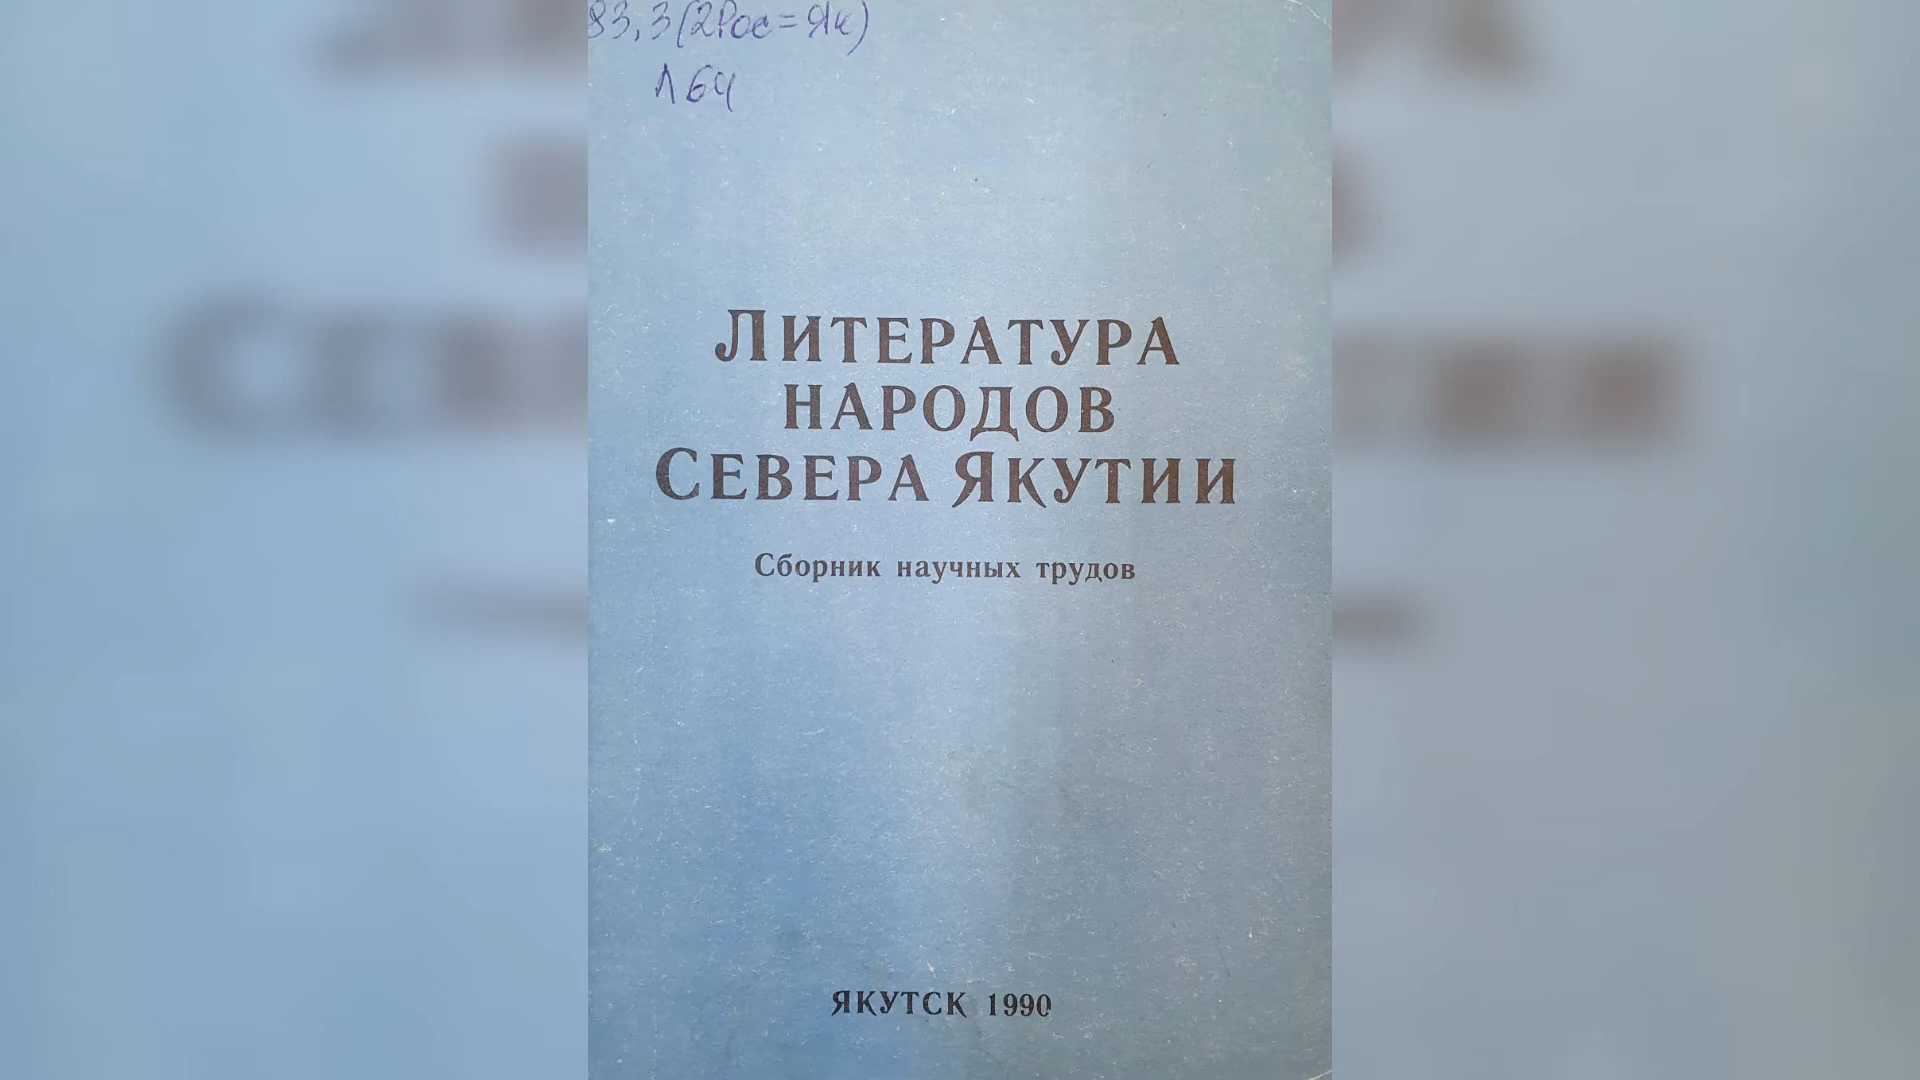 83,3(2Рос=Як)
Л64
ЛИТЕРАТУРА
НАРОДОВ
СЕВЕРА ЯКУТИИ
Сборник научных трудов
ЯКУТСК 1990